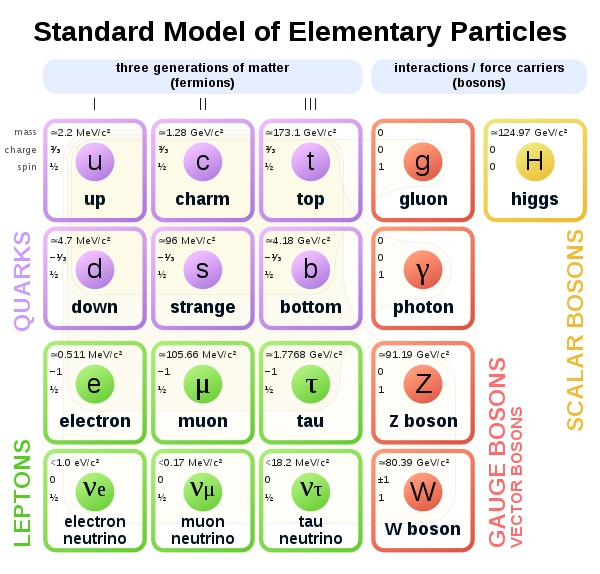 Standard Model of Elementary Particles
three generations of matter
(fermions)
interactions / force carriers
(bosons)
I
II
III
mass
charge
spin
≃2.2 MeV/c²
⅔
½
u
up
≃1.28 GeV/c²
⅔
½
c
charm
≃173.1 GeV/c²
⅔
½
t
top
0
0
1
g
gluon
≃124.97 GeV/c²
0
0
H
higgs
QUARKS
≃4.7 MeV/c²
−⅓
½
d
down
≃96 MeV/c²
−⅓
½
s
strange
≃4.18 GeV/c²
−⅓
½
b
bottom
0
0
1
γ
photon
SCALAR BOSONS
≃0.511 MeV/c²
−1
½
e
electron
≃105.66 MeV/c²
−1
½
μ
muon
≃1.7768 GeV/c²
−1
½
τ
tau
≃91.19 GeV/c²
0
1
Z
Z boson
GAUGE BOSONS
VECTOR BOSONS
LEPTONS
<1.0 eV/c²
0
½
νe
electron
neutrino
<0.17 MeV/c²
0
½
νμ
muon
neutrino
<18.2 MeV/c²
0
½
ντ
tau
neutrino
≃80.39 GeV/c²
±1
1
W
W boson